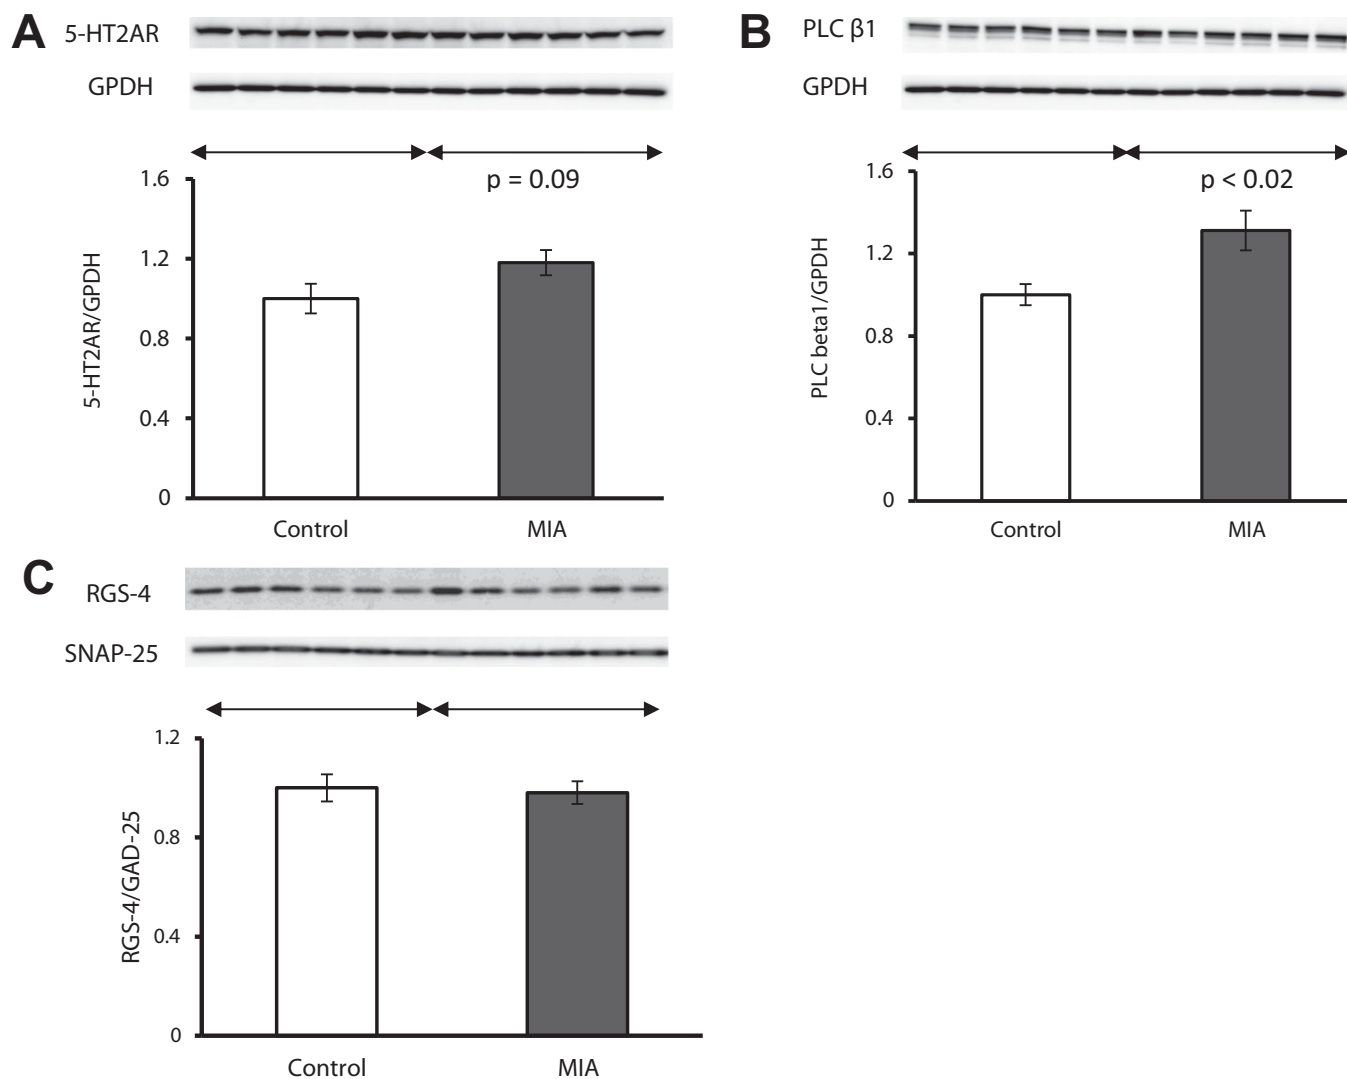 A
5-HT2AR
GPDH
p = 0.09
1.6
1.2
0.8
0.4
0
5-HT2AR/GPDH
Control MIA
B
PLC β1
GPDH
p < 0.02
1.6
1.2
0.8
0.4
0
PLC beta1/GPDH
Control MIA
C
RGS-4
SNAP-25
1.2
0.8
0.4
0
RGS-4/GAD-25
Control MIA